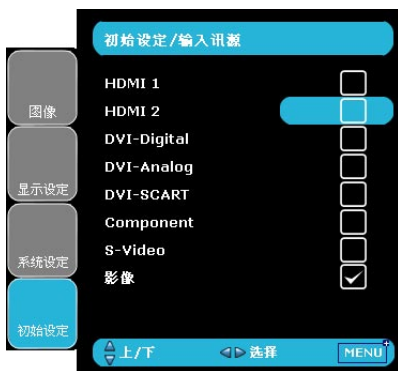 初始设定/输入讯源
图像
显示设定
系统设定
初始设定
HDMI 1
HDMI 2
DVI-Digital
DVI-Analog
DVI-SCART
Component
S-Video
影像
上/下 选择 MENU